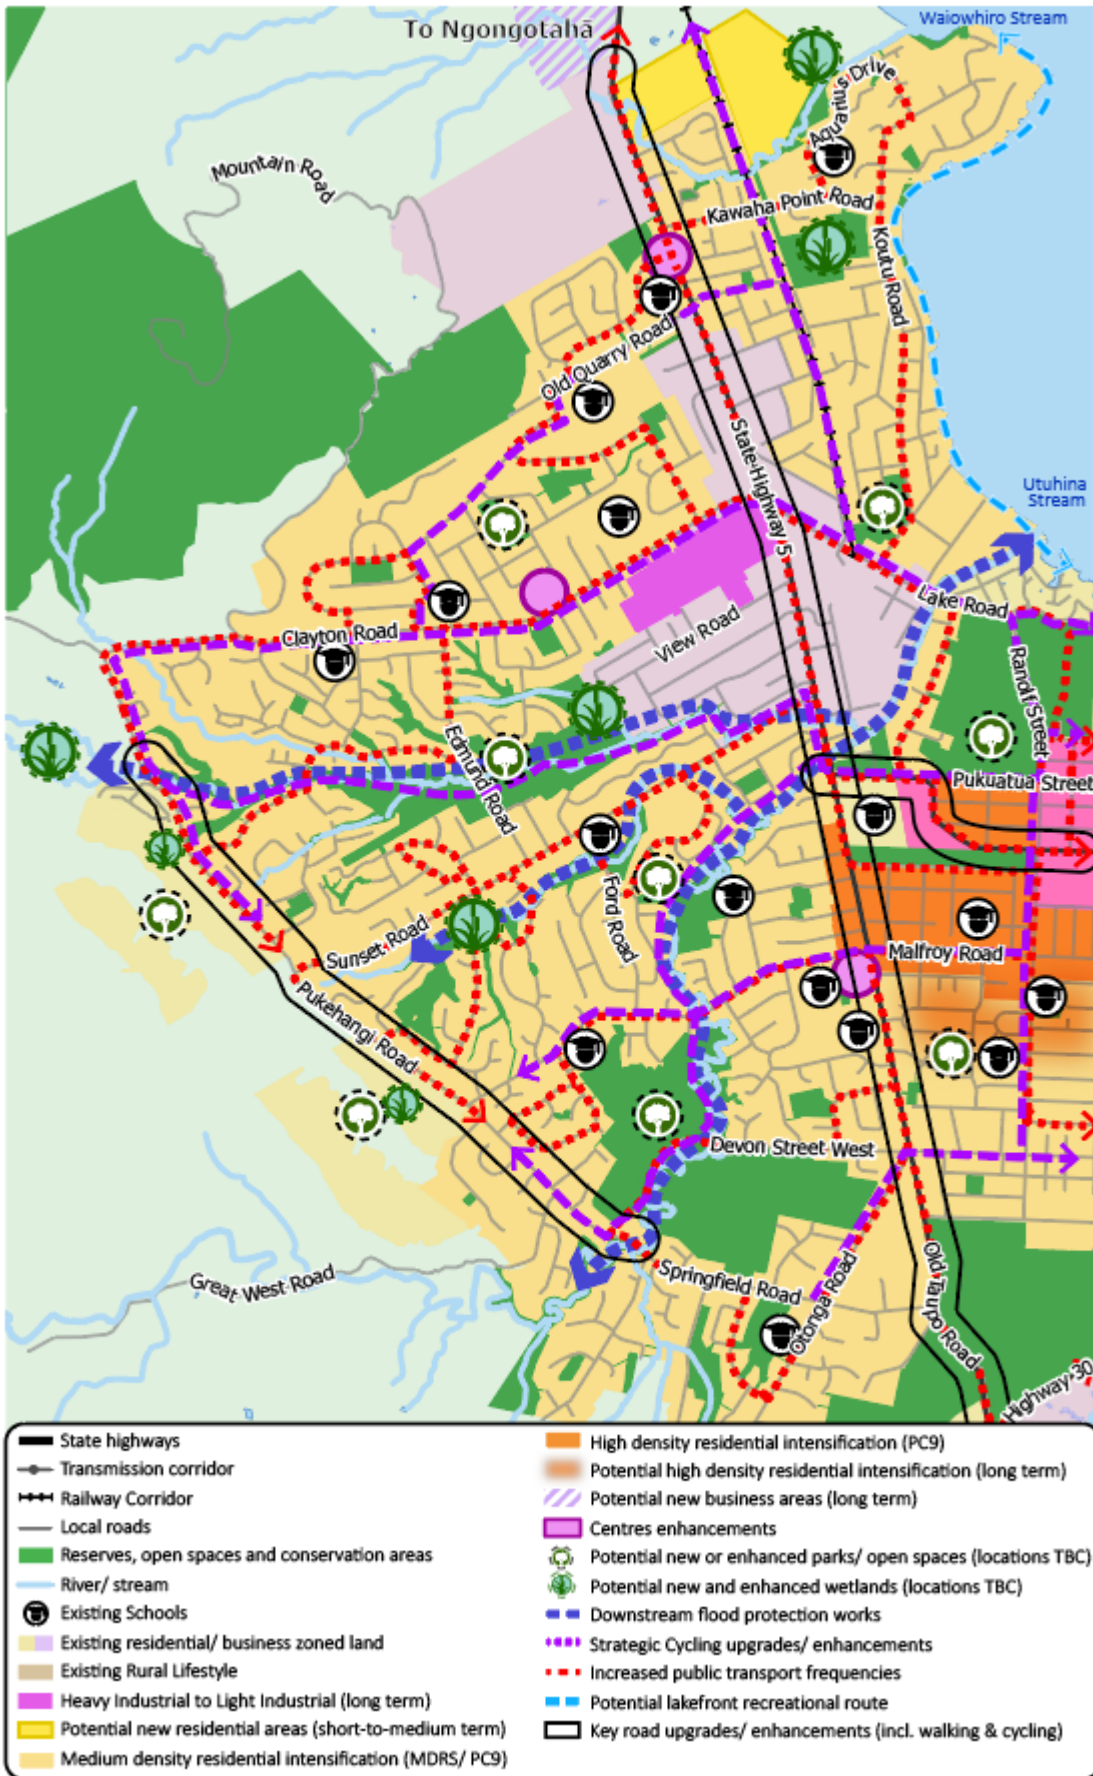 To Ngongotahā
Waiowhiro Stream
Aquarius Drive
Mountain Road
Kawaha Point Road
Koutu Road
Old Quarry Road
State Highway 5
Utuhina
Stream
Lake Road
Clayton Road
View Road
Ranolf Street
Edmund Road
Pukuatua Street
Ford Road
Sunset Road
Malfroy Road
Pukehangi Road
Devon Street West
Great West Road
Springfield Road
Otonga Road
Old Taupo Road
Highway 30
State highways
Transmission corridor
Railway Corridor
Local roads
Reserves, open spaces and conservation areas
River/ stream
Existing Schools
Existing residential/ business zoned land
Existing Rural Lifestyle
Heavy Industrial to Light Industrial (long term)
Potential new residential areas (short-to-medium term)
Medium density residential intensification (MDRS/ PC9)
High density residential intensification (PC9)
Potential high density residential intensification (long term)
Potential new business areas (long term)
Centres enhancements
Potential new or enhanced parks/ open spaces (locations TBC)
Potential new and enhanced wetlands (locations TBC)
Downstream flood protection works
Strategic Cycling upgrades/ enhancements
Increased public transport frequencies
Potential lakefront recreational route
Key road upgrades/ enhancements (incl. walking & cycling)